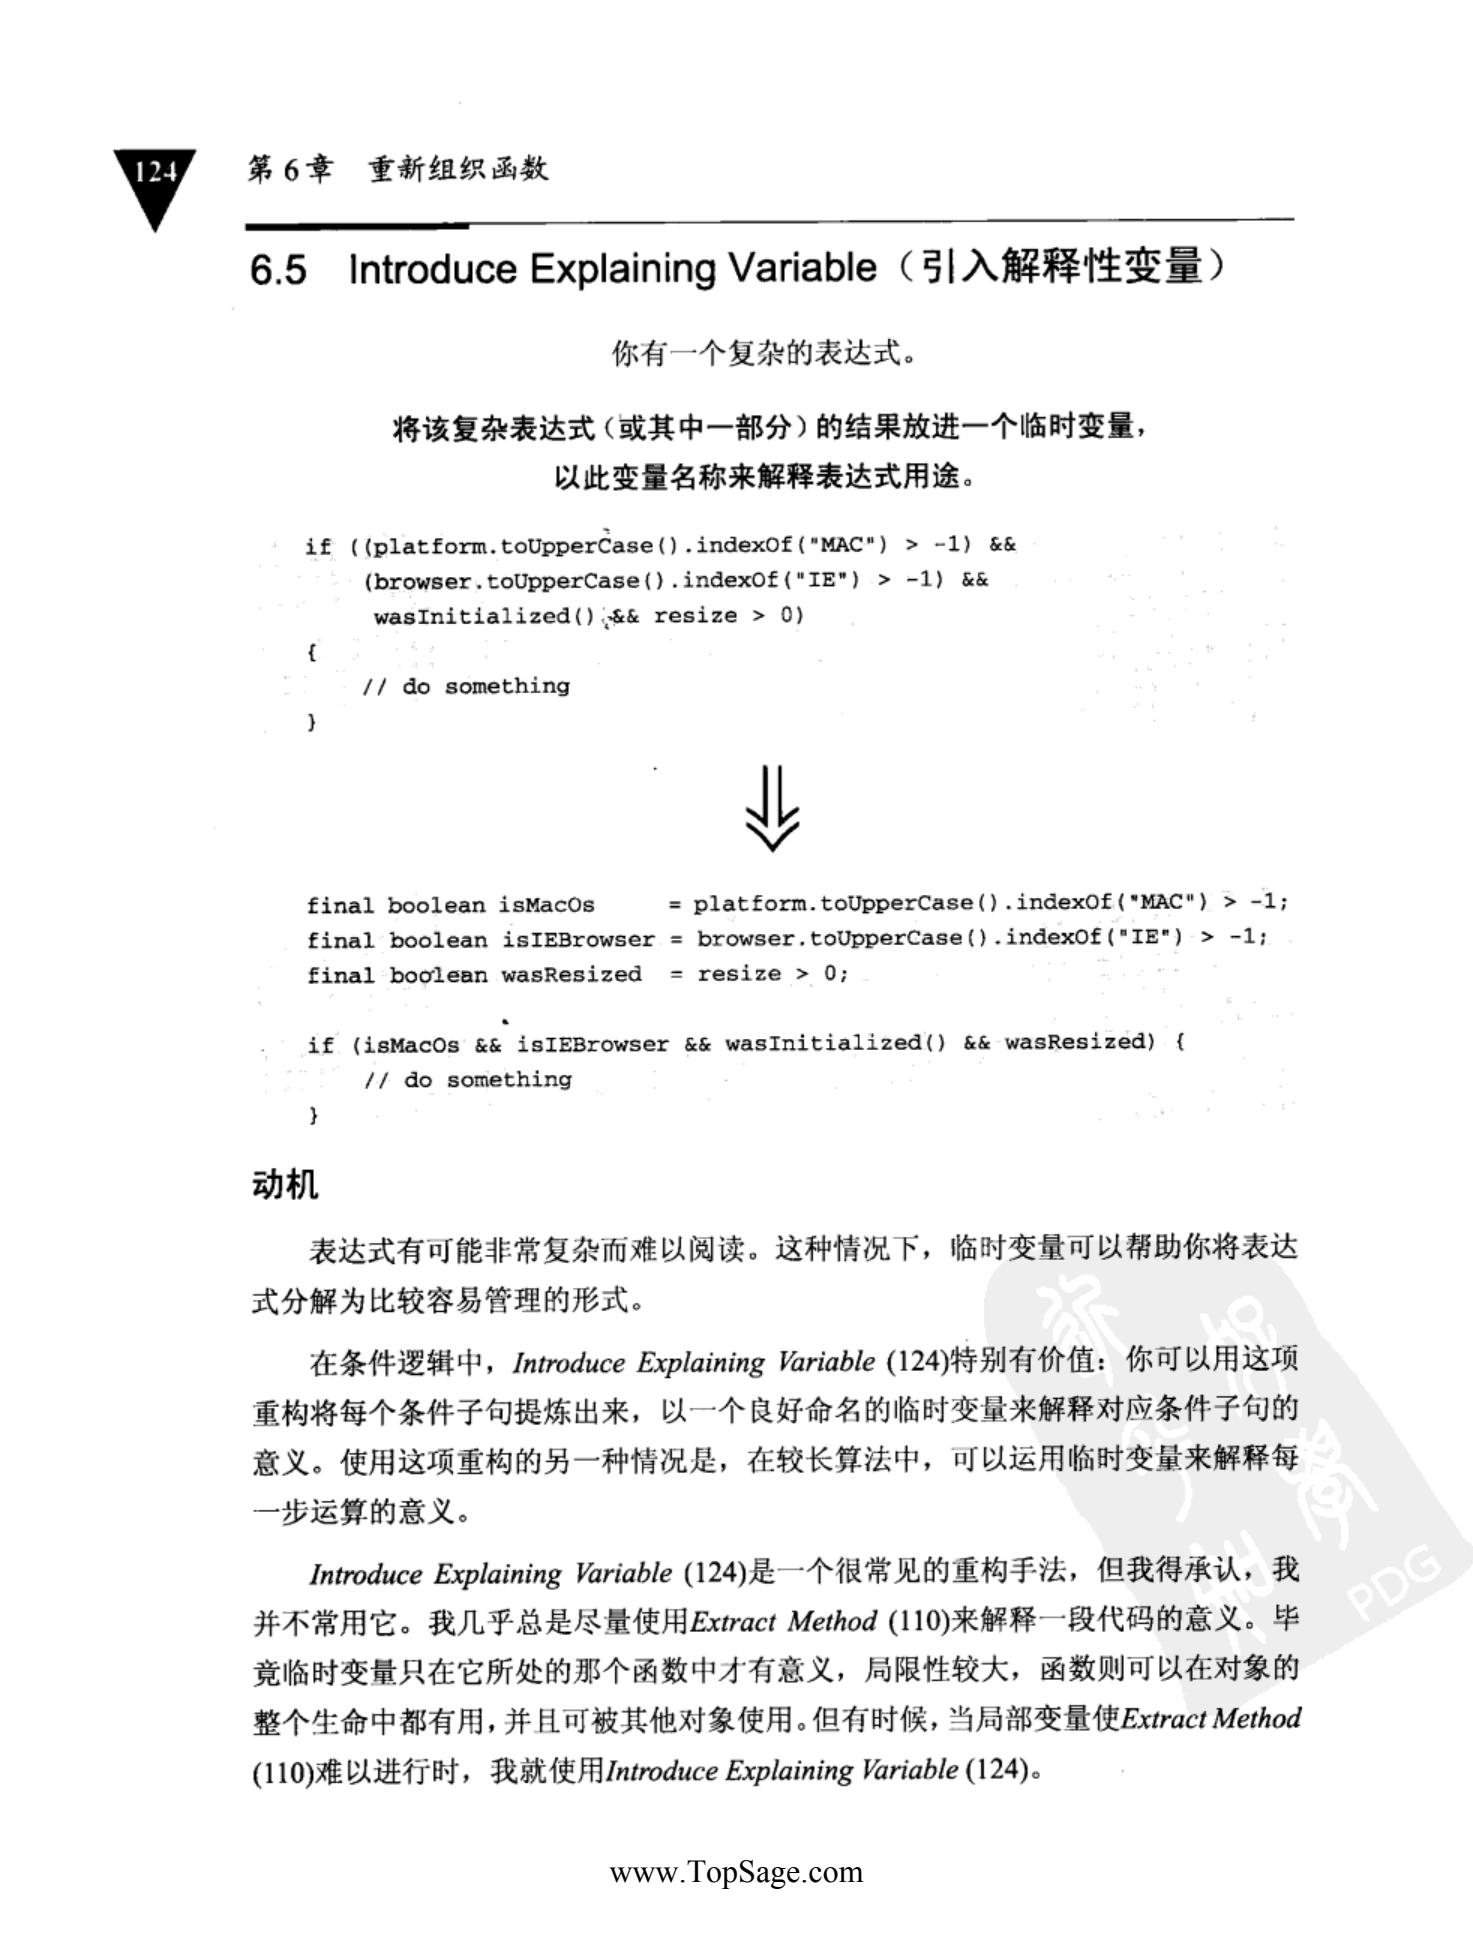 124
第 6 章　重新组织函数
6.5　Introduce Explaining Variable（引入解释性变量）
你有一个复杂的表达式。
将该复杂表达式（或其中一部分）的结果放进一个临时变量，
以此变量名称来解释表达式用途。
if ((platform.toUpperCase().indexOf("MAC") > -1) &&
(browser.toUpperCase().indexOf("IE") > -1) &&
wasInitialized() && resize > 0)
{
// do something
}
final boolean isMacOs = platform.toUpperCase().indexOf("MAC") > -1;
final boolean isIEBrowser = browser.toUpperCase().indexOf("IE") > -1;
final boolean wasResized = resize > 0;
if (isMacOs && isIEBrowser && wasInitialized() && wasResized) {
// do something
}
动机
表达式有可能非常复杂而难以阅读。这种情况下，临时变量可以帮助你将表达
式分解为比较容易管理的形式。
在条件逻辑中，Introduce Explaining Variable (124)特别有价值：你可以用这项
重构将每个条件子句提炼出来，以一个良好命名的临时变量来解释对应条件子句的
意义。使用这项重构的另一种情况是，在较长算法中，可以运用临时变量来解释每
一步运算的意义。
Introduce Explaining Variable (124)是一个很常见的重构手法，但我得承认，我
并不常用它。我几乎总是尽量使用Extract Method (110)来解释一段代码的意义。毕
竟临时变量只在它所处的那个函数中才有意义，局限性较大，函数则可以在对象的
整个生命中都有用，并且可被其他对象使用。但有时候，当局部变量使Extract Method
(110)难以进行时，我就使用Introduce Explaining Variable (124)。
PDG
www.TopSage.com